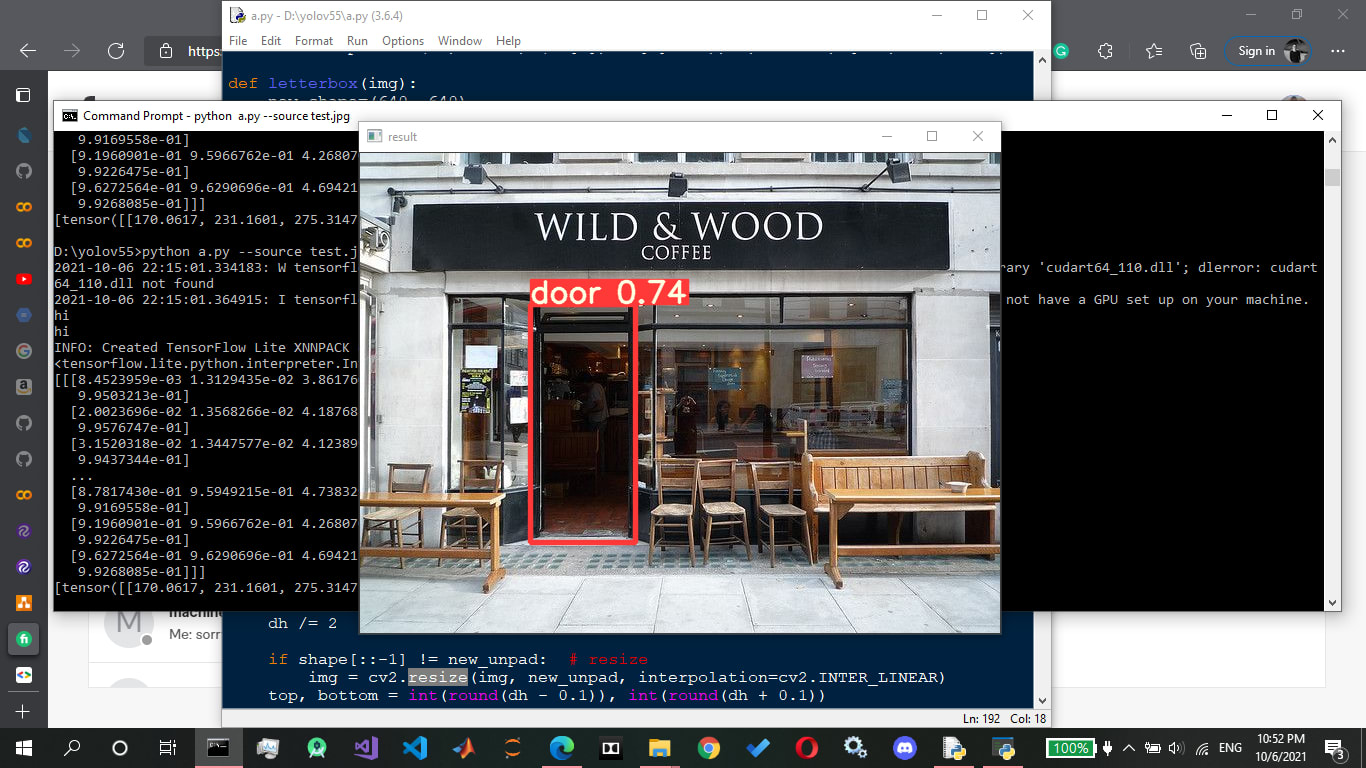 a.py - D:\yolov55\a.py (3.6.4)
File Edit Format Run Options Window Help
https:
Sign in
def letterbox(img):
Command Prompt - python a.py --source test.jpg
9.9169558e-01]
[9.1960901e-01 9.5966762e-01 4.26807
9.9226475e-01]
[9.6272564e-01 9.6290696e-01 4.69421
9.9268085e-01]]]
[tensor([[170.0617, 231.1601, 275.3147
D:\yolov55>python a.py --source test.j
2021-10-06 22:15:01.334183: W tensorfl
rary 'cudart64_110.dll'; dlerror: cudart
64_110.dll not found
2021-10-06 22:15:01.364915: I tensorfl
not have a GPU set up on your machine.
hi
hi
INFO: Created TensorFlow Lite XNNPACK
<tensorflow.lite.python.interpreter.In
[[[8.4523959e-03 1.3129435e-02 3.86176
9.9503213e-01]
[2.0023696e-02 1.3568266e-02 4.18768
9.9576747e-01]
[3.1520318e-02 1.3447577e-02 4.12389
9.9437344e-01]
...
[8.7817430e-01 9.5949215e-01 4.73832
9.9169558e-01]
[9.1960901e-01 9.5966762e-01 4.26807
9.9226475e-01]
[9.6272564e-01 9.6290696e-01 4.69421
9.9268085e-01]]]
[tensor([[170.0617, 231.1601, 275.3147
result
WILD & WOOD
COFFEE
door 0.74
M
Me: sorr
dh /= 2
if shape[::-1] != new_unpad: # resize
img = cv2.resize(img, new_unpad, interpolation=cv2.INTER_LINEAR)
top, bottom = int(round(dh - 0.1)), int(round(dh + 0.1))
Ln: 192 Col: 18
100%
ENG
10:52 PM
10/6/2021
3